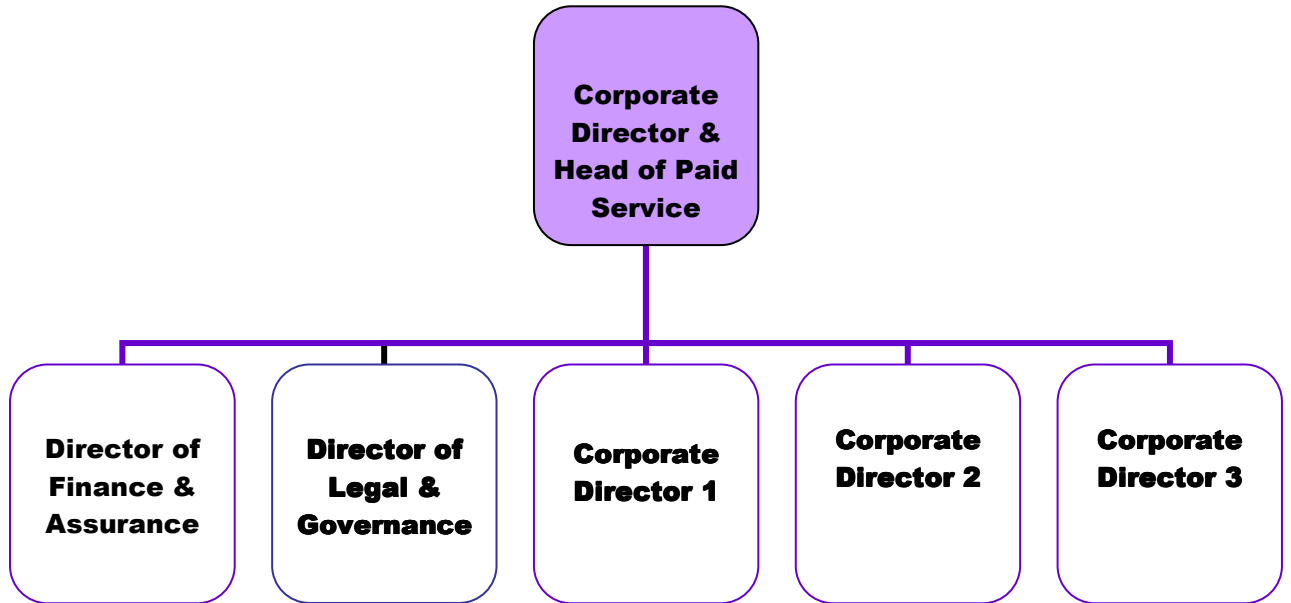 Corporate
Director &
Head of Paid
Service
Director of
Finance &
Assurance
Director of
Legal &
Governance
Corporate
Director 1
Corporate
Director 2
Corporate
Director 3